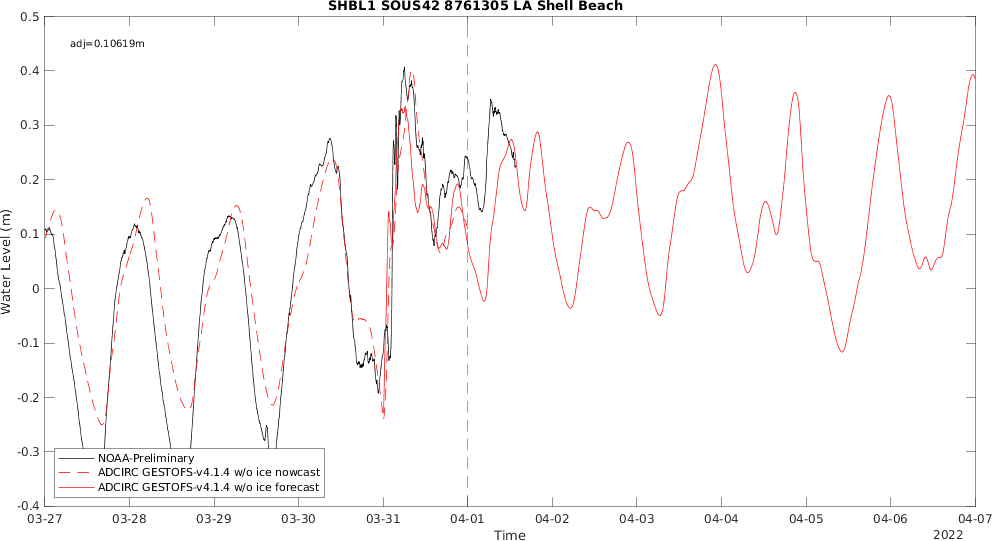 SHBL1 SOUS42 8761305 LA Shell Beach
adj=0.10619m
0.5
0.4
0.3
0.2
0.1
0
-0.1
-0.2
-0.3
-0.4
Water Level (m)
NOAA-Preliminary
ADCIRC GESTOFS-v4.1.4 w/o ice nowcast
ADCIRC GESTOFS-v4.1.4 w/o ice forecast
03-27 03-28 03-29 03-30 03-31 04-01 04-02 04-03 04-04 04-05 04-06 04-07
Time
2022